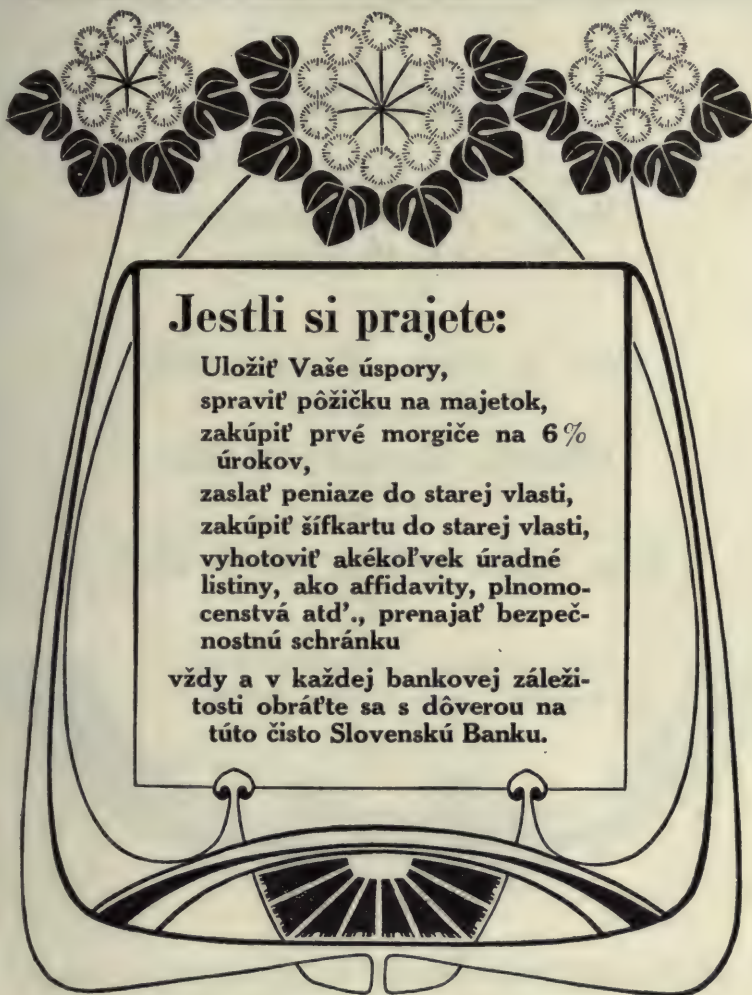 Jestli si prajete:
Uložiť Vaše úspory,
spraviť pôžičku na majetok,
zakúpiť prvé morgiče na 6%
úrokov,
zaslať peniaze do starej vlasti,
zakúpiť šífkartu do starej vlasti,
vyhotoviť akékoľvek úradné
listiny, ako affidavity, plnomo-
censtvá atď., prenajať bezpeč-
nostnú schránku
vždy a v každej bankovej záleži-
tosti obráťte sa s dôverou na
túto čisto Slovenskú Banku.